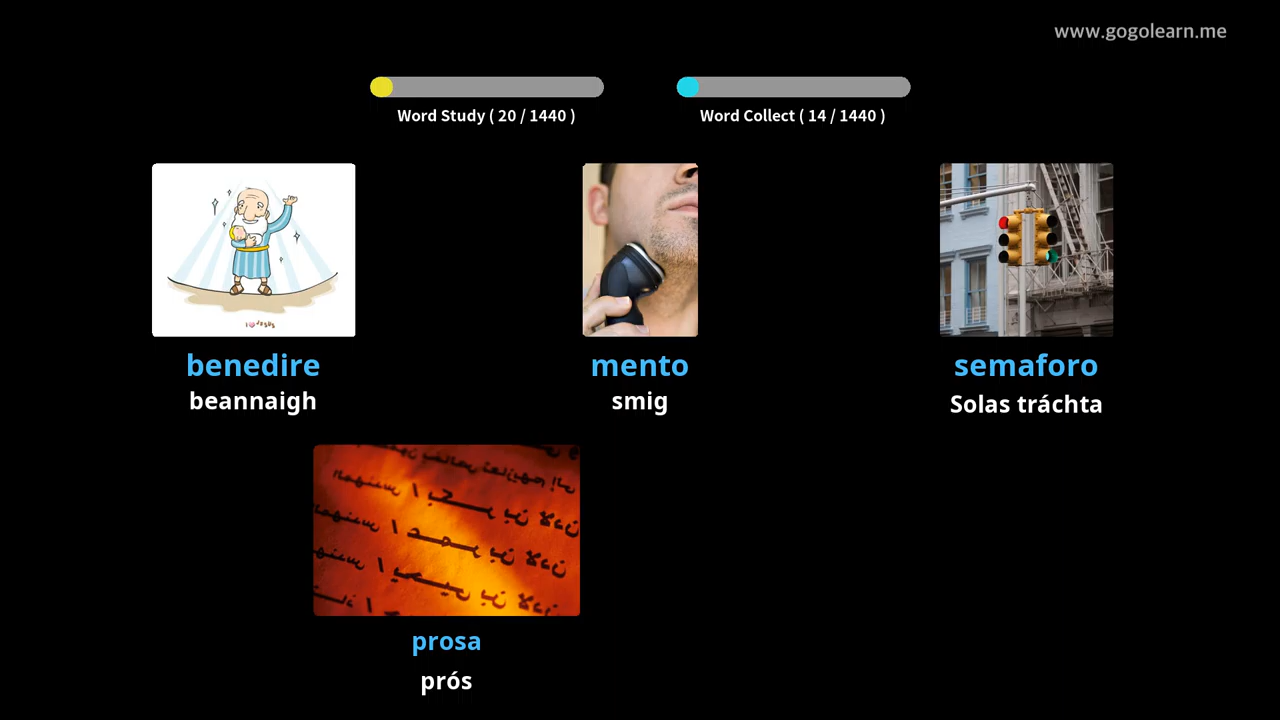 www.gogolearn.me
Word Study ( 20 / 1440 )
Word Collect ( 14 / 1440 )
benedire
beannaigh
mento
smig
semaforo
Solas tráchta
prosa
prós